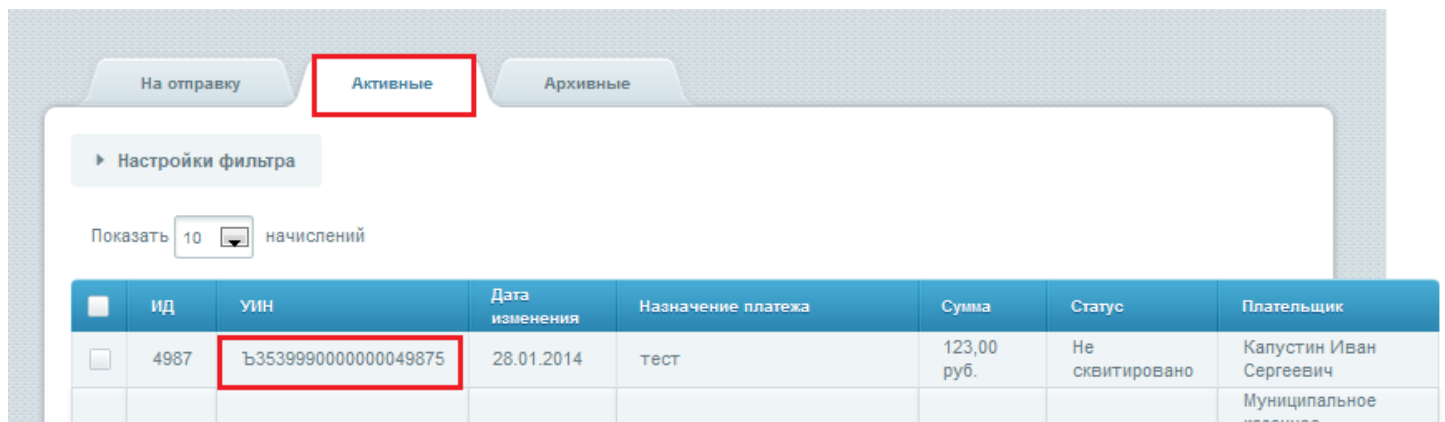 На отправку Активные Архивные
Настройки фильтра
Показать 10 начислений
ИД УИН Дата изменения Назначение платежа Сумма Статус Плательщик
4987 Ъ3539990000000049875 28.01.2014 тест 123,00 руб. Не сквитировано Капустин Иван Сергеевич
Муниципальное